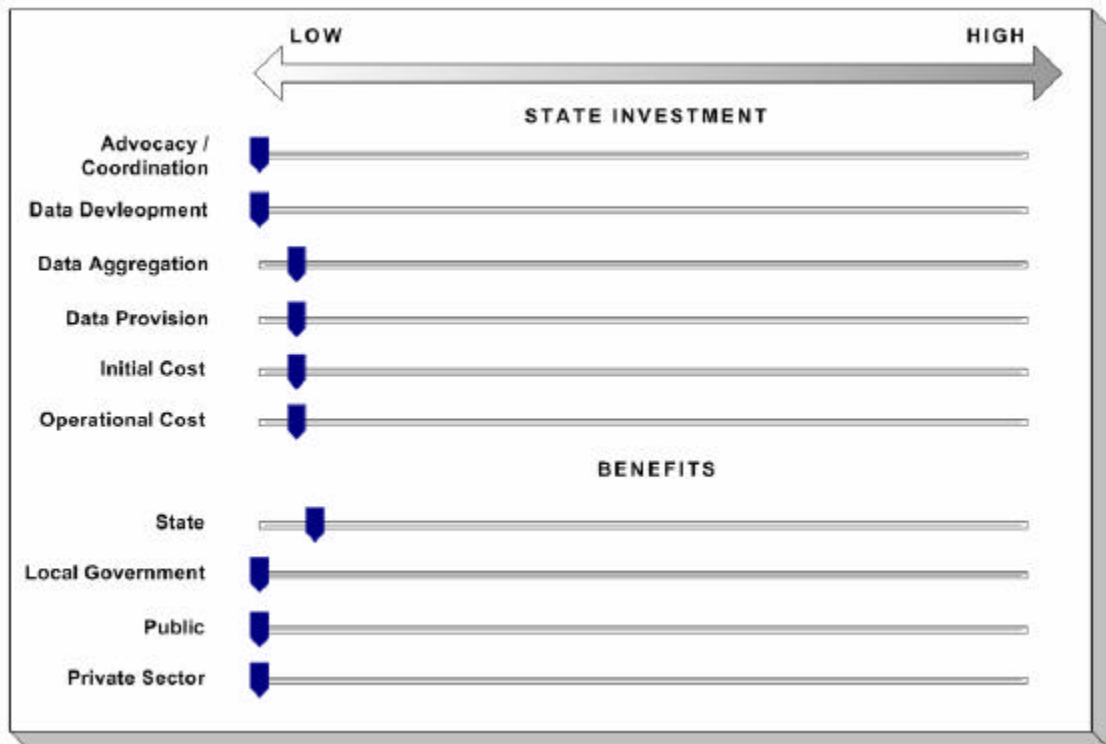 LOW HIGH
STATE INVESTMENT
Advocacy /
Coordination
Data Devleopment
Data Aggregation
Data Provision
Initial Cost
Operational Cost
BENEFITS
State
Local Government
Public
Private Sector